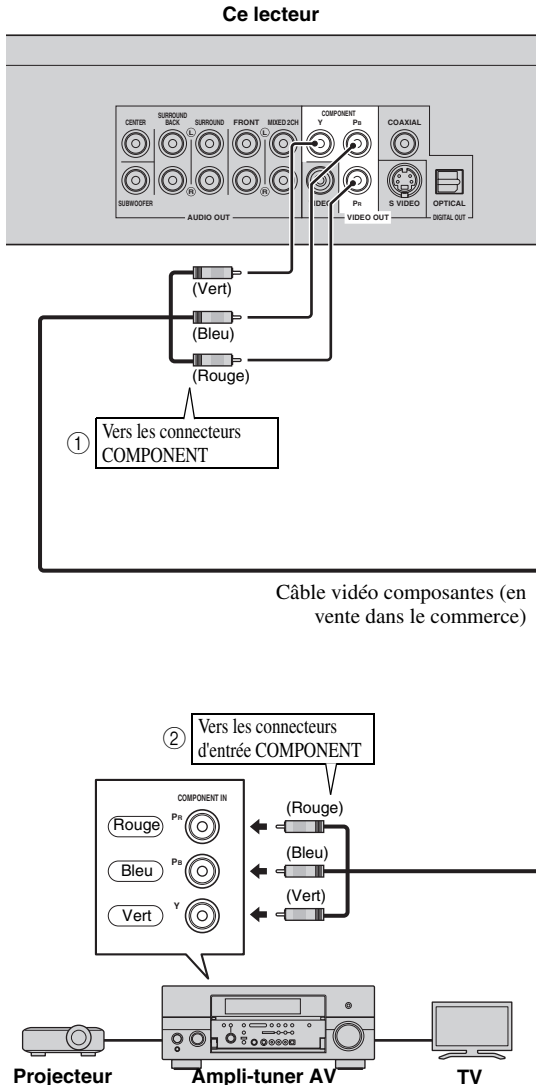 Ce lecteur
COMPONENT
CENTER SURROUND BACK SURROUND FRONT MIXED 2CH Y PB COAXIAL
L L
R R
SUBWOOFER VIDEO PR S VIDEO OPTICAL
AUDIO OUT VIDEO OUT DIGITAL OUT
(Vert)
(Bleu)
(Rouge)
1 Vers les connecteurs
COMPONENT
Câble vidéo composantes (en
vente dans le commerce)
2 Vers les connecteurs
d'entrée COMPONENT
COMPONENT IN
Rouge PR (Rouge)
Bleu PB (Bleu)
Vert Y (Vert)
Projecteur Ampli-tuner AV TV